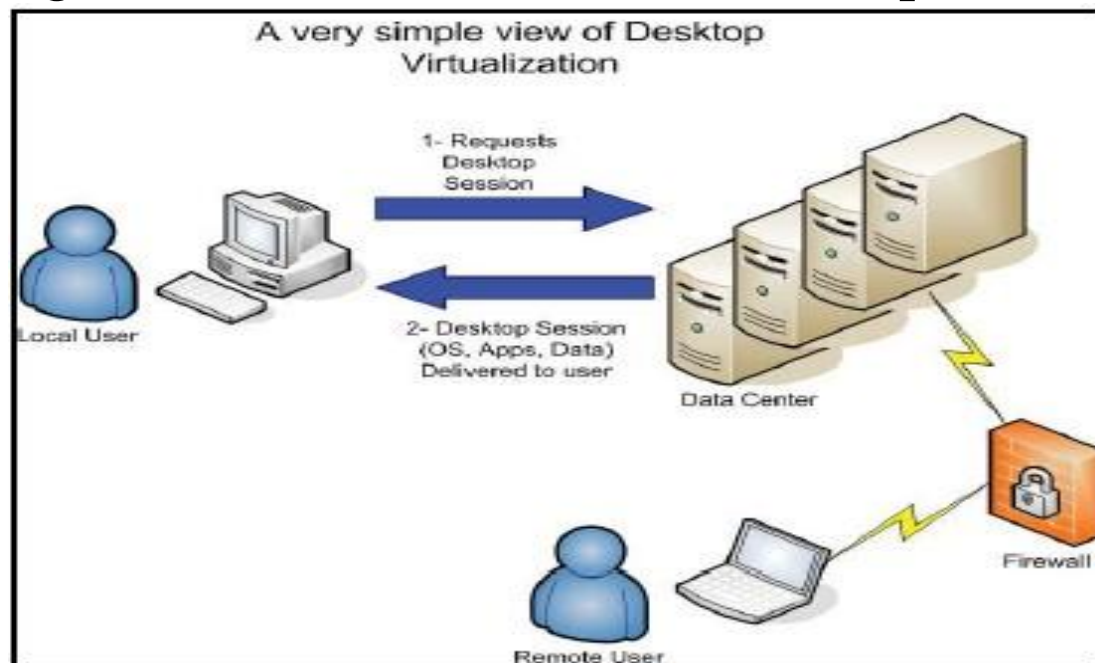 A very simple view of Desktop
Virtualization
1- Requests
Desktop
Session
Local User
2- Desktop Session
(OS, Apps, Data)
Delivered to user
Data Center
Firewall
Remote User